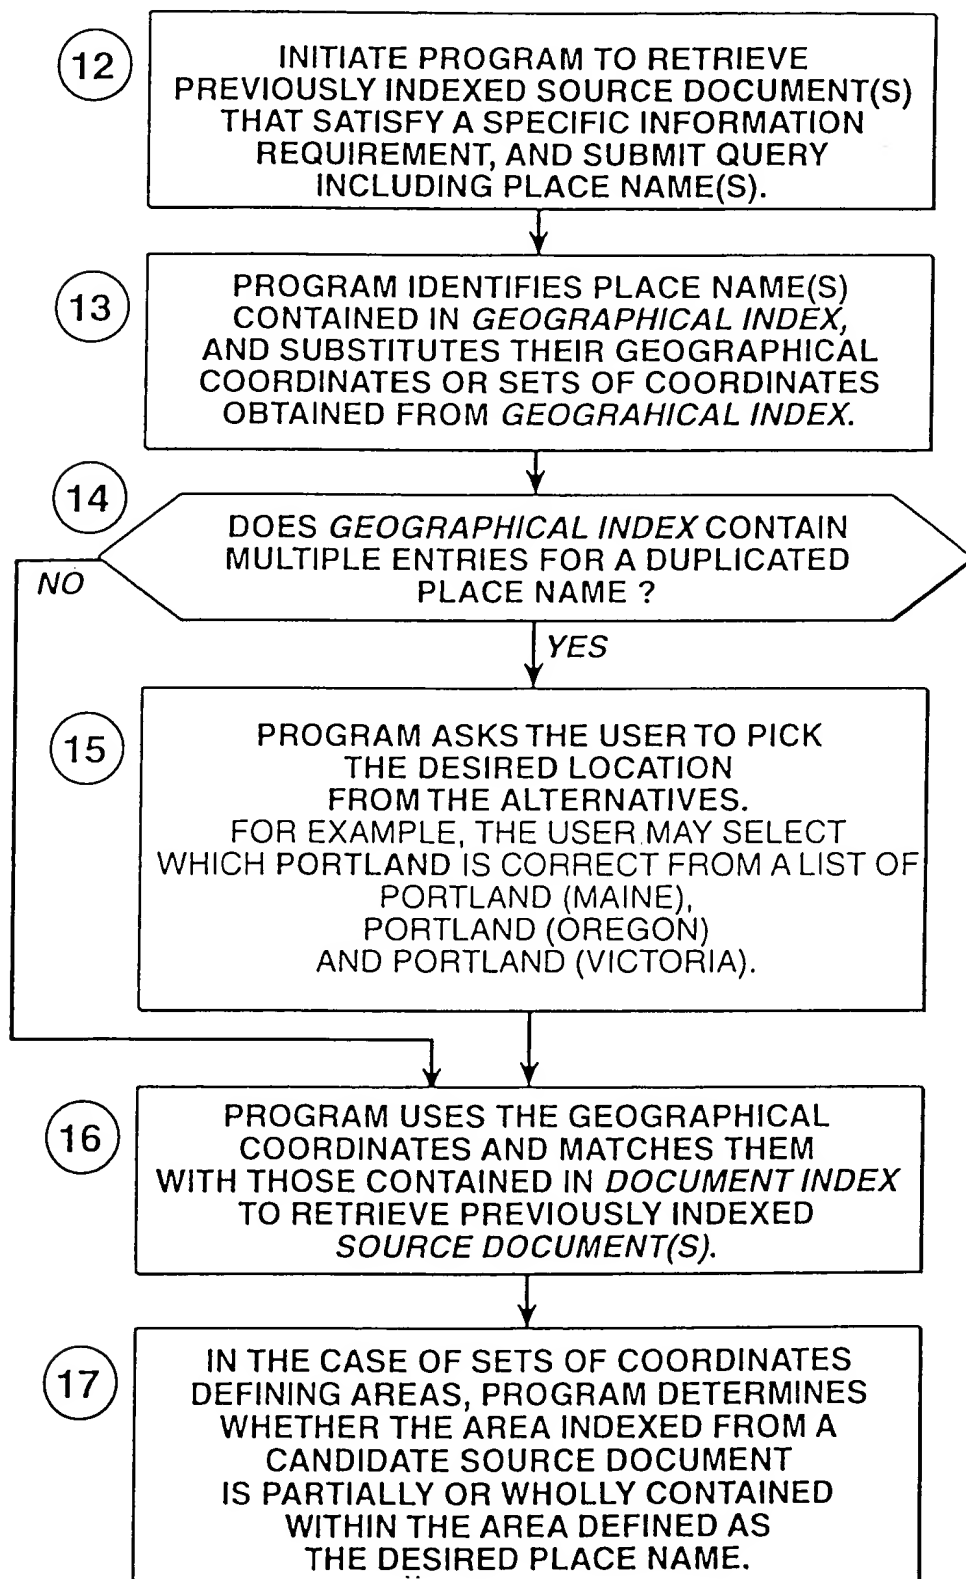 12
INITIATE PROGRAM TO RETRIEVE
PREVIOUSLY INDEXED SOURCE DOCUMENT(S)
THAT SATISFY A SPECIFIC INFORMATION
REQUIREMENT, AND SUBMIT QUERY
INCLUDING PLACE NAME(S).
13
PROGRAM IDENTIFIES PLACE NAME(S)
CONTAINED IN GEOGRAPHICAL INDEX,
AND SUBSTITUTES THEIR GEOGRAPHICAL
COORDINATES OR SETS OF COORDINATES
OBTAINED FROM GEOGRAHICAL INDEX.
14
DOES GEOGRAPHICAL INDEX CONTAIN
MULTIPLE ENTRIES FOR A DUPLICATED
PLACE NAME ?
NO
YES
15
PROGRAM ASKS THE USER TO PICK
THE DESIRED LOCATION
FROM THE ALTERNATIVES.
FOR EXAMPLE, THE USER MAY SELECT
WHICH PORTLAND IS CORRECT FROM A LIST OF
PORTLAND (MAINE),
PORTLAND (OREGON)
AND PORTLAND (VICTORIA).
16
PROGRAM USES THE GEOGRAPHICAL
COORDINATES AND MATCHES THEM
WITH THOSE CONTAINED IN DOCUMENT INDEX
TO RETRIEVE PREVIOUSLY INDEXED
SOURCE DOCUMENT(S).
17
IN THE CASE OF SETS OF COORDINATES
DEFINING AREAS, PROGRAM DETERMINES
WHETHER THE AREA INDEXED FROM A
CANDIDATE SOURCE DOCUMENT
IS PARTIALLY OR WHOLLY CONTAINED
WITHIN THE AREA DEFINED AS
THE DESIRED PLACE NAME.